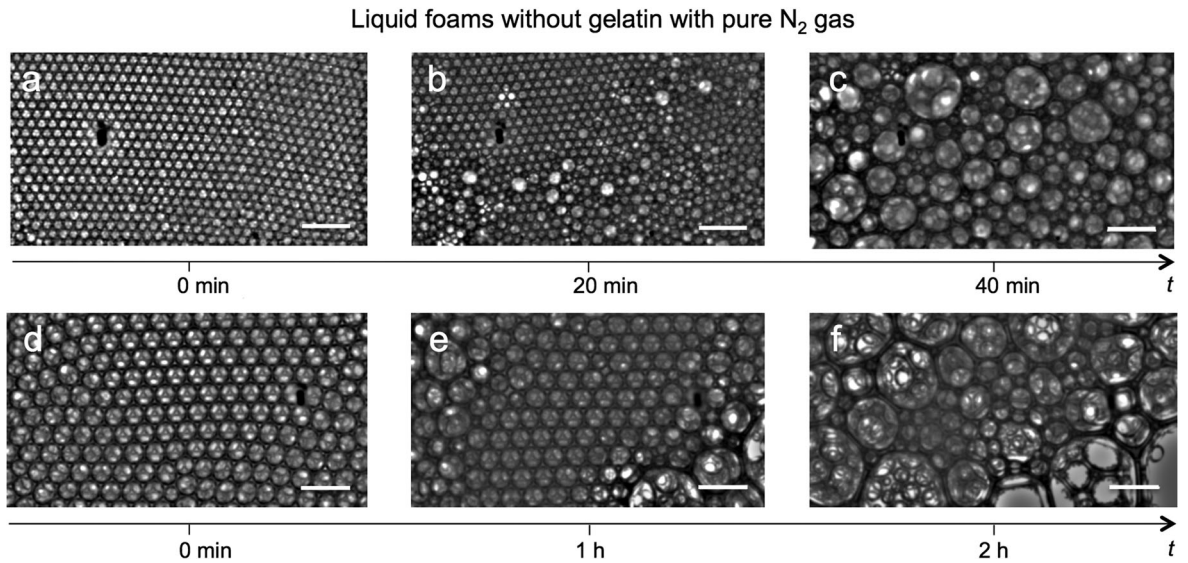 Liquid foams without gelatin with pure N₂ gas
a
b
c
0 min
20 min
40 min
t
d
e
f
0 min
1 h
2 h
t